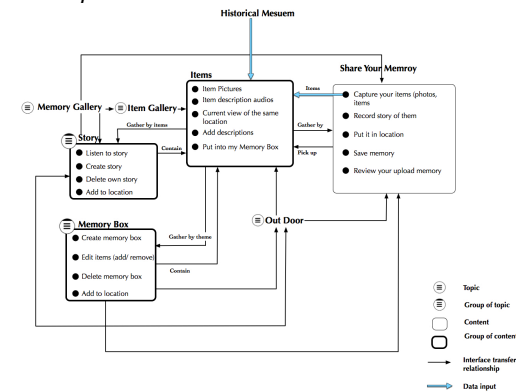 Historical Mesuem
Share Your Memroy
Items
Item Pictures
Item description audios
Current view of the same
location
Add descriptions
Put into my Memory Box
Items
Capture your items (photos,
items
Record story of them
Put it in location
Save memory
Review your upload memory
Memory Gallery
Item Gallery
Gather by items
Gather by
Pick up
Story
Listen to story
Create story
Delete own story
Add to location
Contain
Out Door
Memory Box
Create memory box
Edit items (add/ remove)
Delete memory box
Add to location
Gather by theme
Contain
Topic
Group of topic
Content
Group of conten
Interface transfer
relationship
Data input